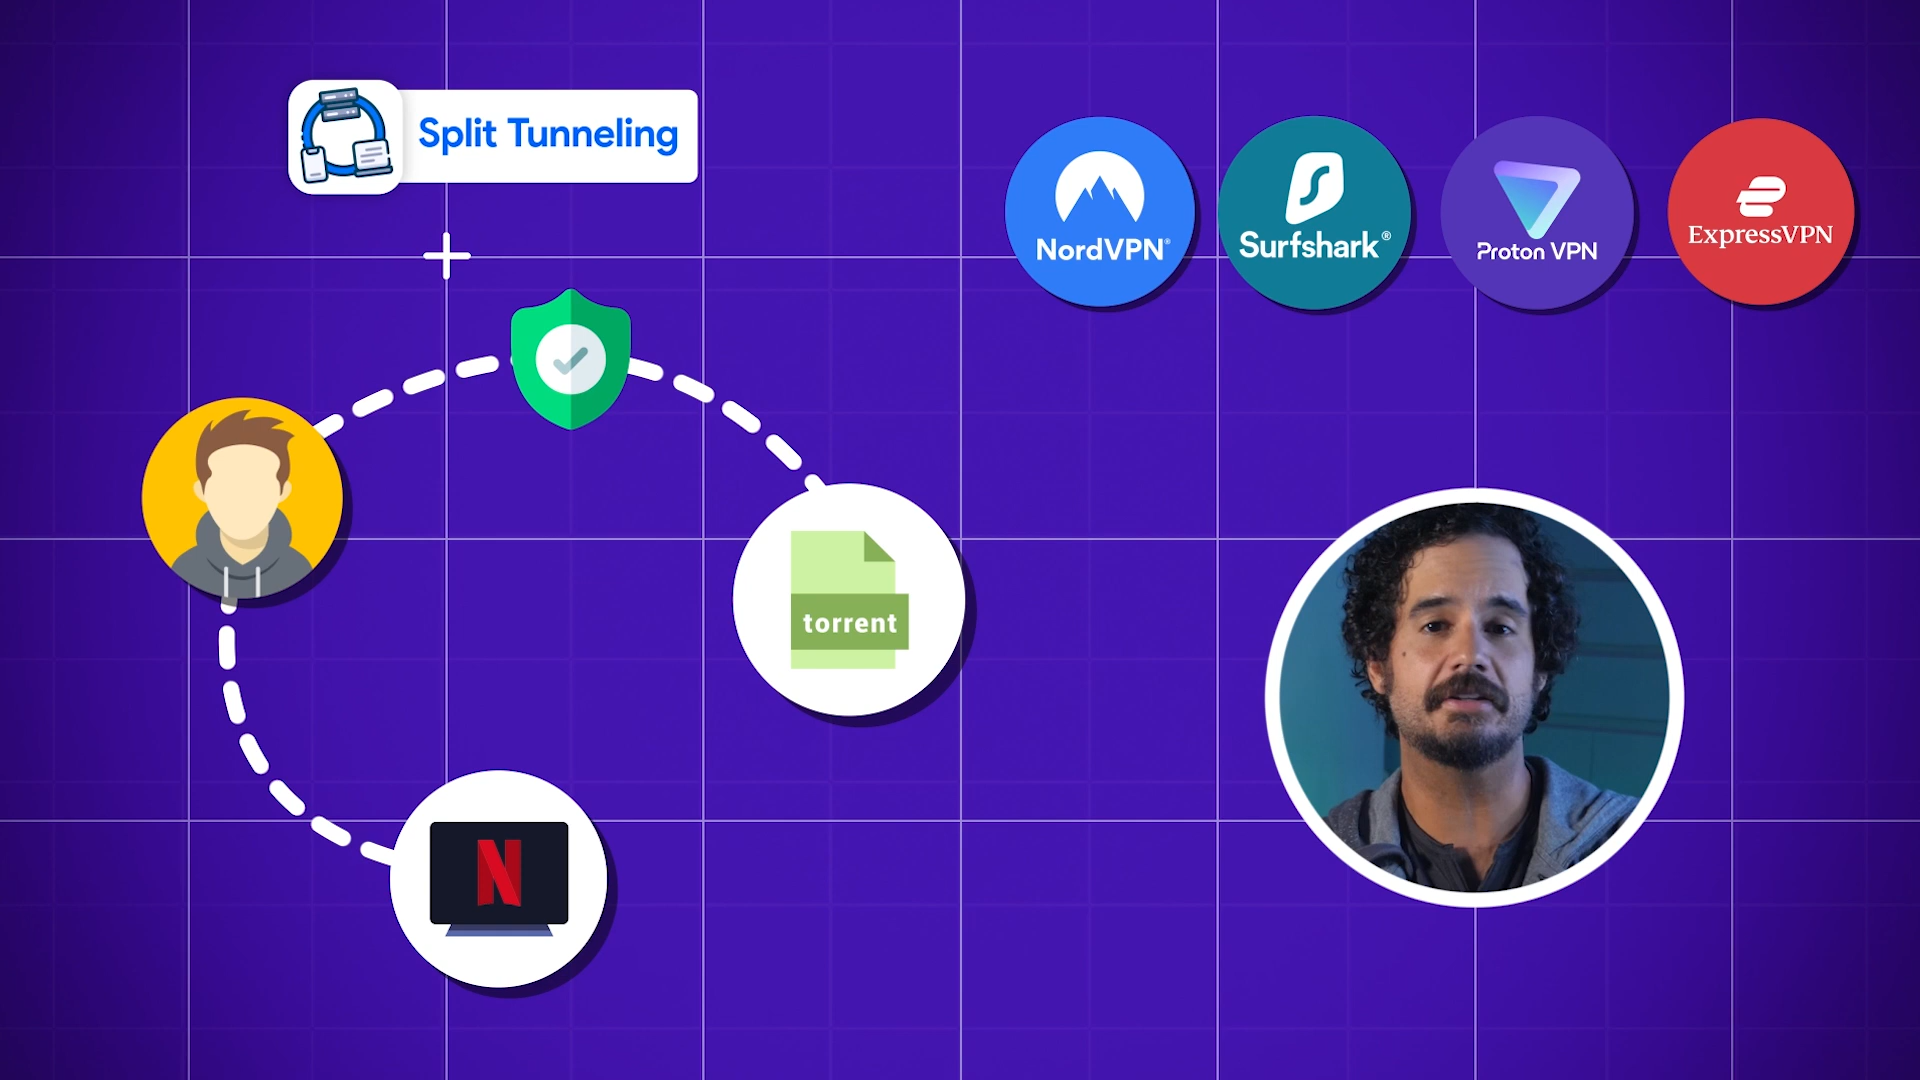 Split Tunneling
NordVPN®
Surfshark®
Proton VPN
ExpressVPN
torrent
N